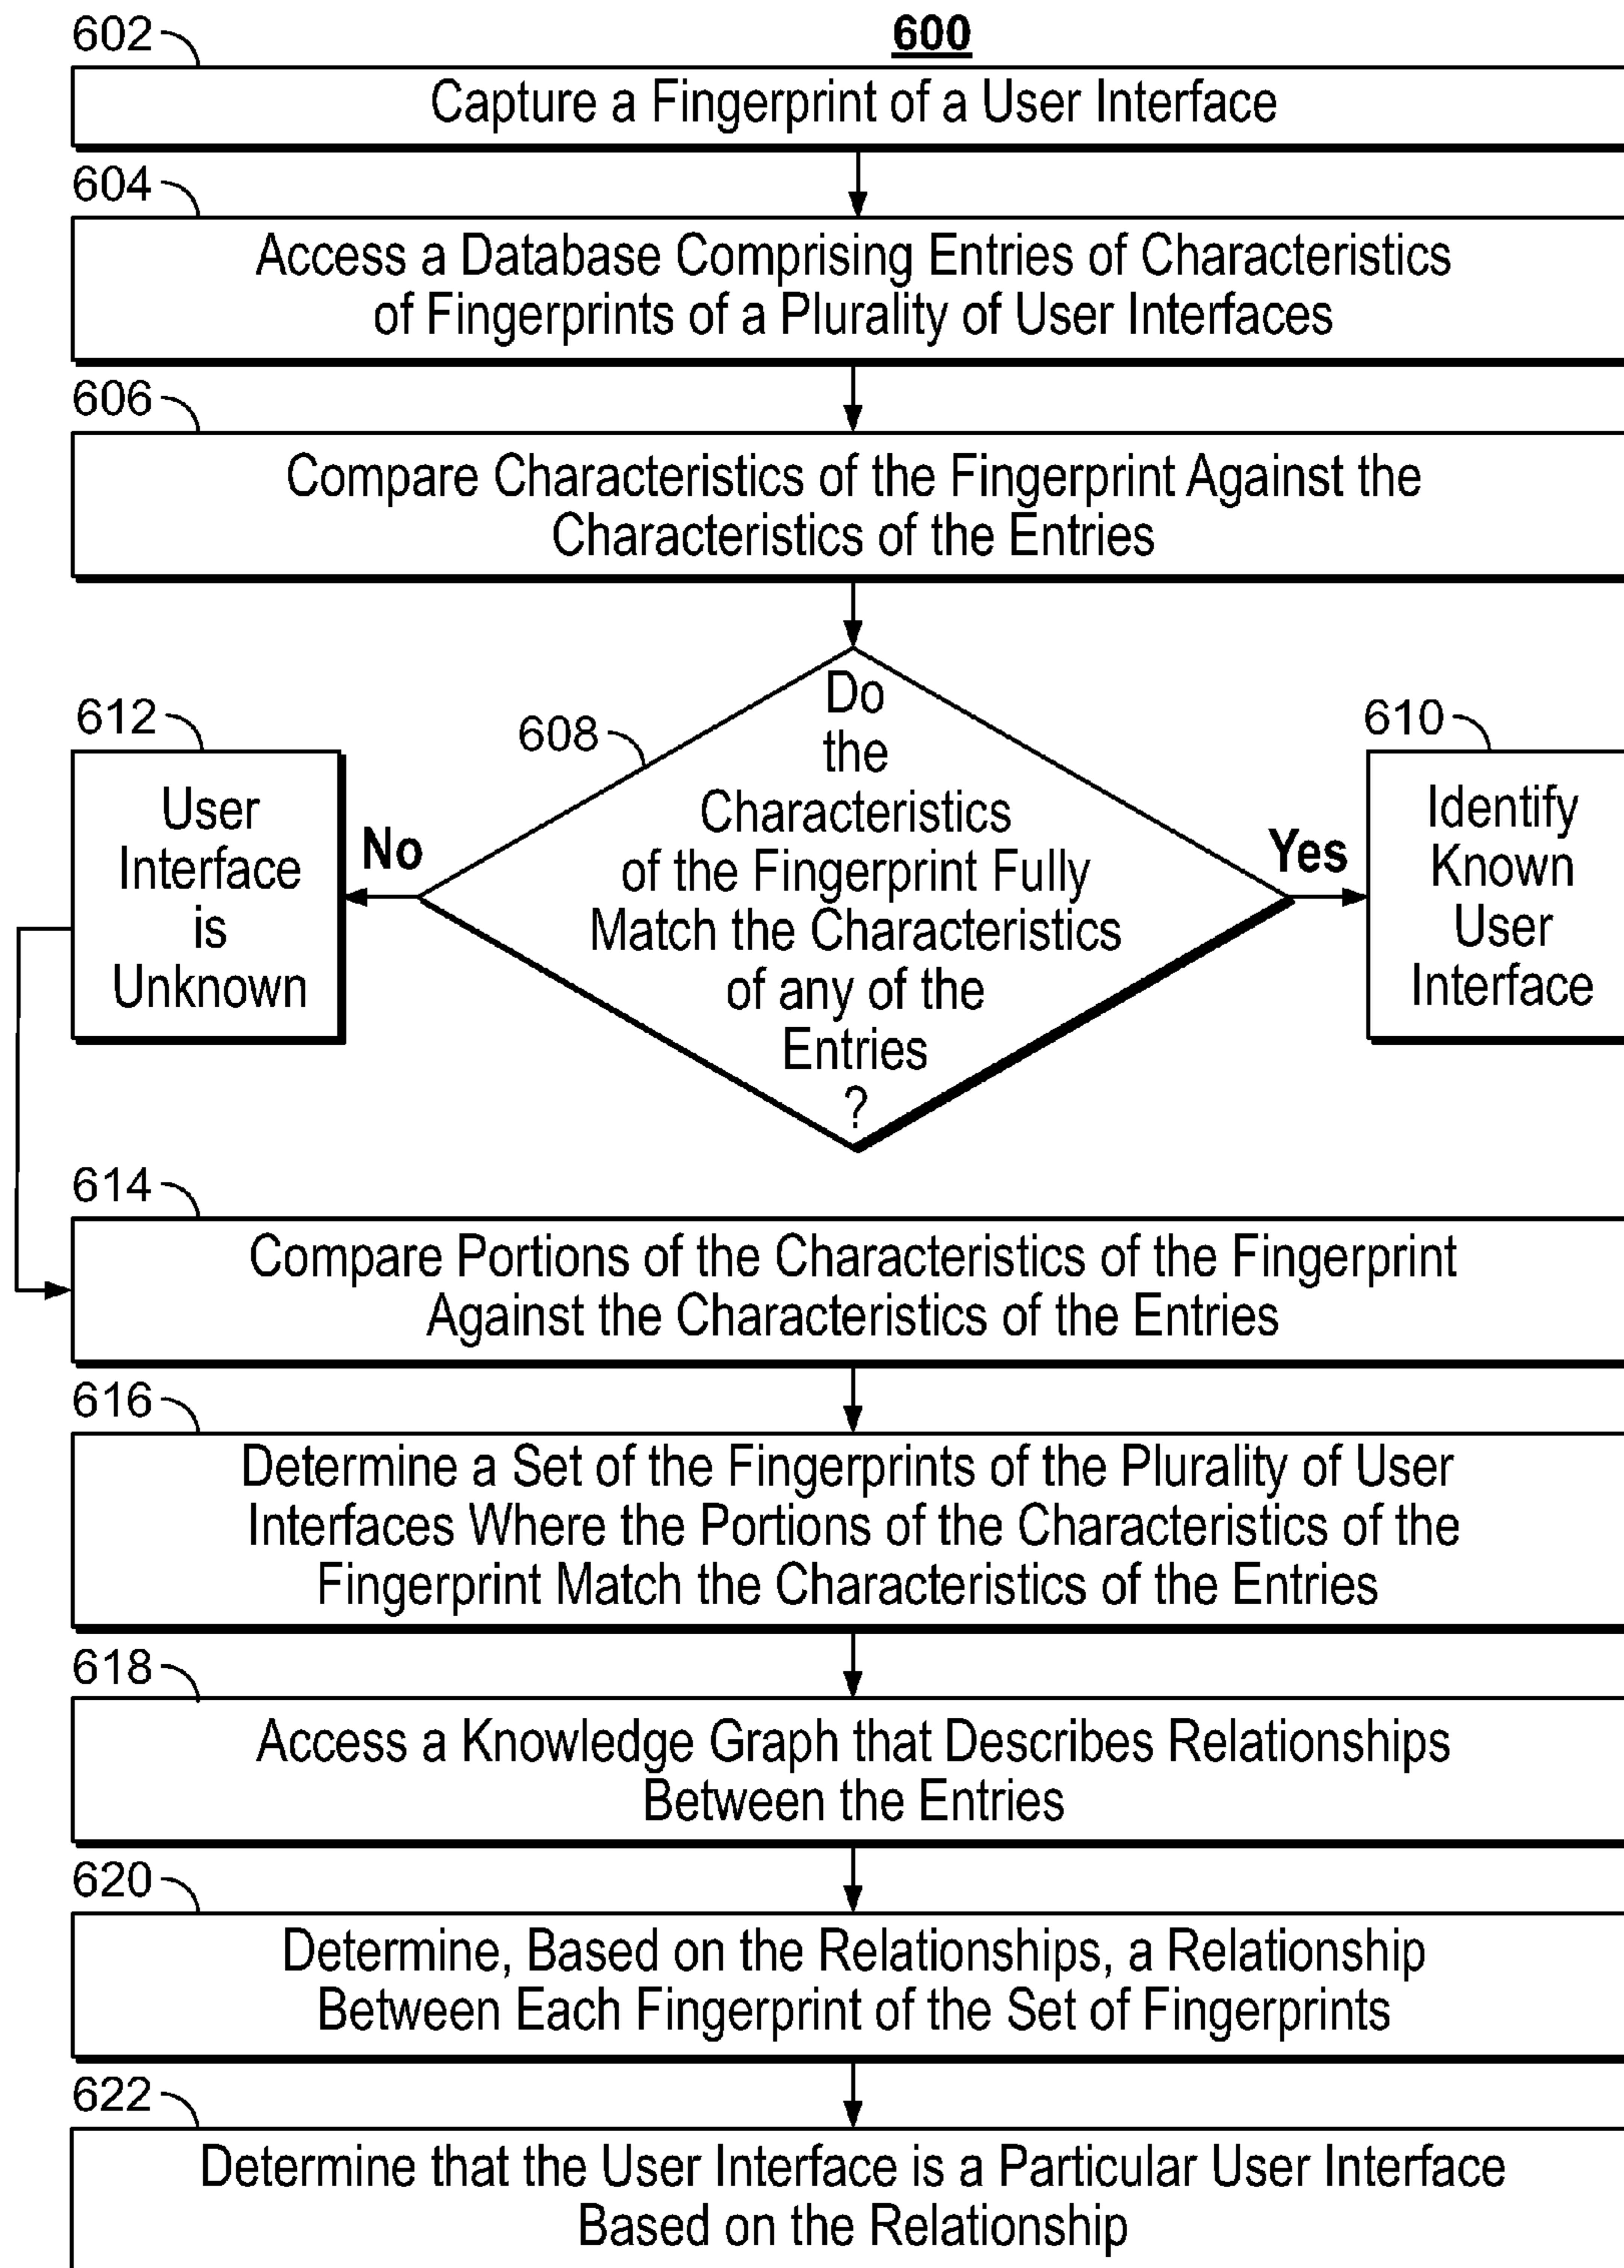 600
602
Capture a Fingerprint of a User Interface
604
Access a Database Comprising Entries of Characteristics
of Fingerprints of a Plurality of User Interfaces
606
Compare Characteristics of the Fingerprint Against the
Characteristics of the Entries
608
Do
the
Characteristics
of the Fingerprint Fully
Match the Characteristics
of any of the
Entries
?
No
Yes
612
User
Interface
is
Unknown
610
Identify
Known
User
Interface
614
Compare Portions of the Characteristics of the Fingerprint
Against the Characteristics of the Entries
616
Determine a Set of the Fingerprints of the Plurality of User
Interfaces Where the Portions of the Characteristics of the
Fingerprint Match the Characteristics of the Entries
618
Access a Knowledge Graph that Describes Relationships
Between the Entries
620
Determine, Based on the Relationships, a Relationship
Between Each Fingerprint of the Set of Fingerprints
622
Determine that the User Interface is a Particular User Interface
Based on the Relationship